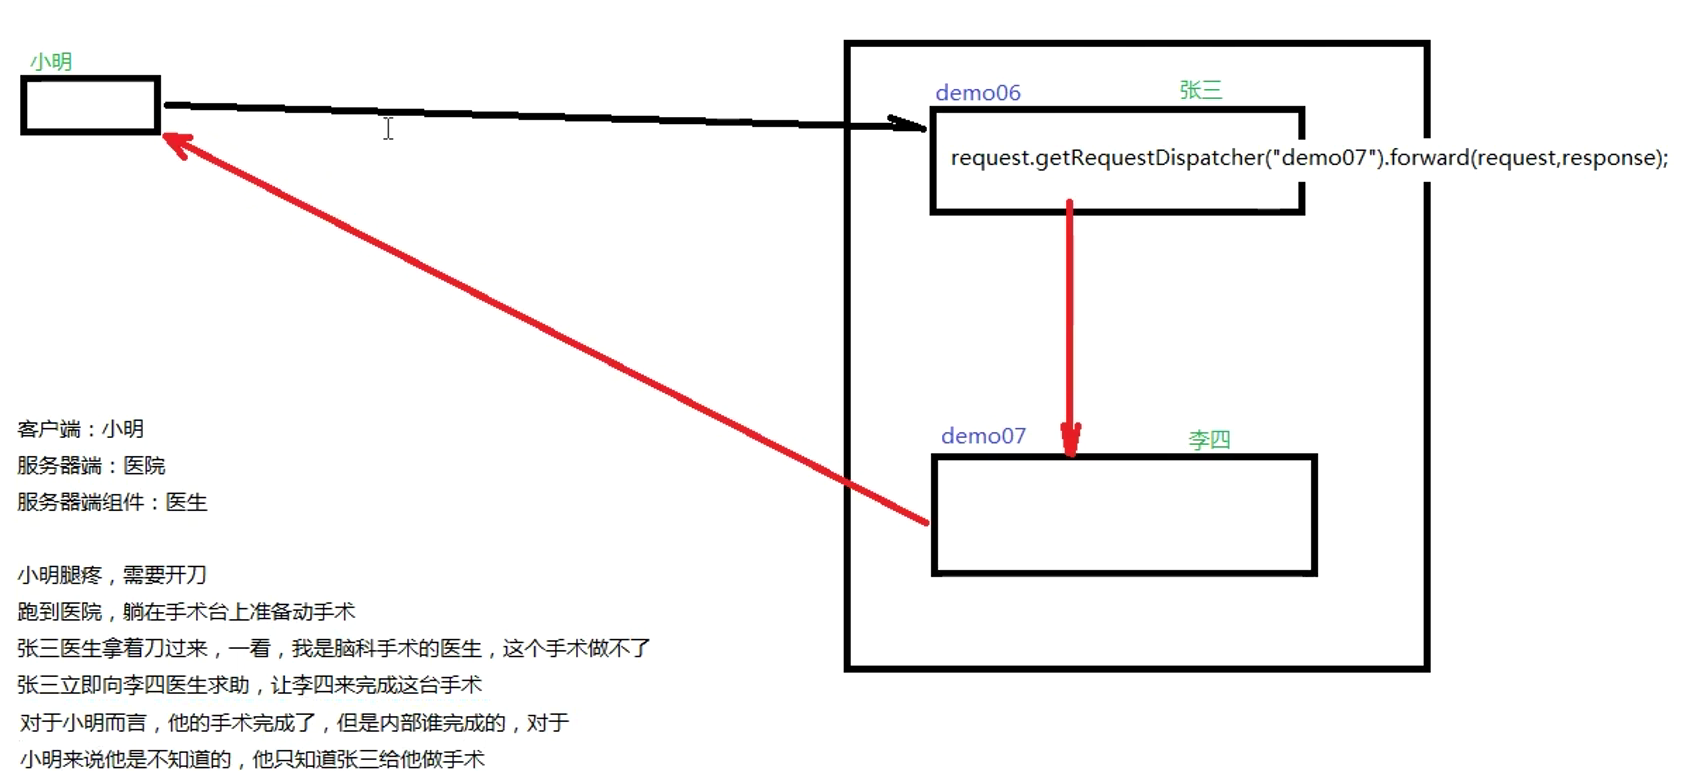 小明
demo06
张三
request.getRequestDispatcher("demo07").forward(request,response);
demo07
李四
客户端：小明
服务器端：医院
服务器端组件：医生
小明腿疼，需要开刀
跑到医院，躺在手术台上准备动手术
张三医生拿着刀过来，一看，我是脑科手术的医生，这个手术做不了
张三立即向李四医生求助，让李四来完成这台手术
对于小明而言，他的手术完成了，但是内部谁完成的，对于
小明来说他是不知道的，他只知道张三给他做手术